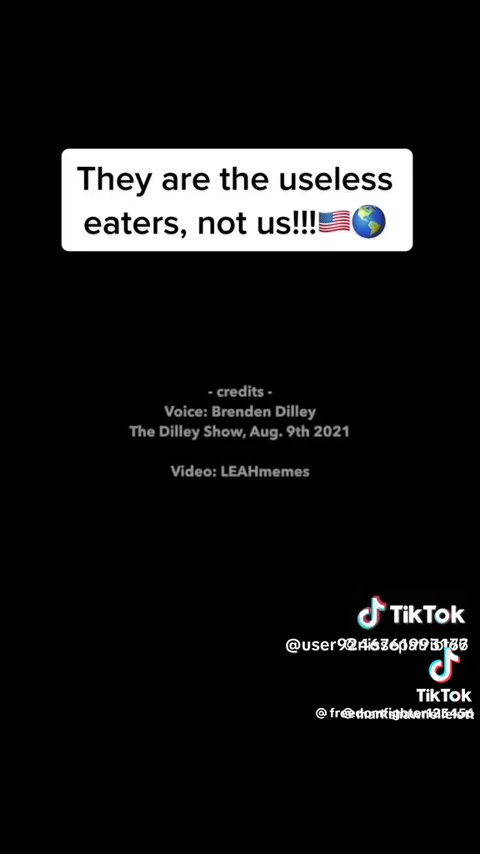 They are the useless
eaters, not us!!!🇺🇸🌎
- credits -
Voice: Brenden Dilley
The Dilley Show, Aug. 9th 2021
Video: LEAHmemes
TikTok
TikTok